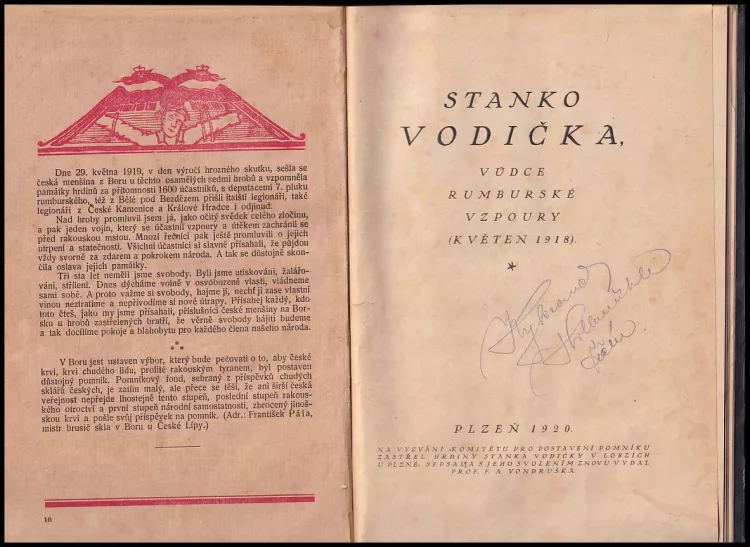 Dne 29. května 1919, v den výročí hrozného skutku, sešla se
česká menšina z Boru u těchto osamělých sedmi hrobů a vzpomněla
památky hrdinů za přítomnosti 1600 účastníků, s deputacemi 7. pluku
rumburského, též z Bělé pod Bezdězem přišli italští legionáři, také
legionáři z České Kamenice a Králové Hradce i odjinud.
Nad hroby promluvil jsem já, jako očitý svědek celého zločinu,
a pak jeden vojín, který se účastnil vzpoury a útěkem zachránil se
před rakouskou mstou. Mnozí řečníci pak ještě promluvili o jejich
utrpení a statečnosti. Všichni účastníci si slavně přísahali, že půjdou
vždy svorně za zdarem a pokrokem národa. A tak se důstojně skon-
čila oslava jejich památky.
Tři sta let neměli jsme svobody. Byli jsme utiskováni, žalářo-
váni, stříleni. Dnes dýcháme volně v osvobozené vlasti, vládneme
sami sobě. A proto važme si svobody, hajme ji, nechť ji zase vlastní
vinou neztratíme a nepřivodíme si nové útrapy. Přísahej každý, kdo
toto čteš, jako my jsme přísahali, příslušníci české menšiny na Bor-
sku u hrobů zastřelených bratří, že věrně svobody hájiti budeme
a tak docílíme pokoje a blahobytu pro každého člena našeho národa.
V Boru jest ustaven výbor, který bude pečovati o to, aby české
krvi, krvi chudého lidu, prolité rakouským tyranem, byl postaven
důstojný pomník. Pomníkový fond, sebraný z příspěvků chudých
sklářů českých, je zatím malý, ale přece se těší, že ani širší česká
veřejnost nepřejde lhostejně tento stupeň, poslední stupeň rakous-
kého otroctví a první stupeň národní samostatnosti, zbrocený jinoš-
skou krví a pošle svůj příspěvek na pomník. (Adr.: František Páta,
mistr brusič skla v Boru u České Lípy.)
10
STANKO
VODIČKA,
VŮDCE
RUMBURSKÉ
VZPOURY
(KVĚTEN 1918).
PLZEŇ 1920.
NA VYZVÁNÍ KOMITÉTU PRO POSTAVENÍ POMNÍKU
ZASTŘEL. HRDINY STANKA VODIČKY V LOBZÍCH
U PLZNĚ, SEPSAL A S JEHO SVOLENÍM ZNOVU VYDAL
PROF. F. A. VONDRUŠKA.